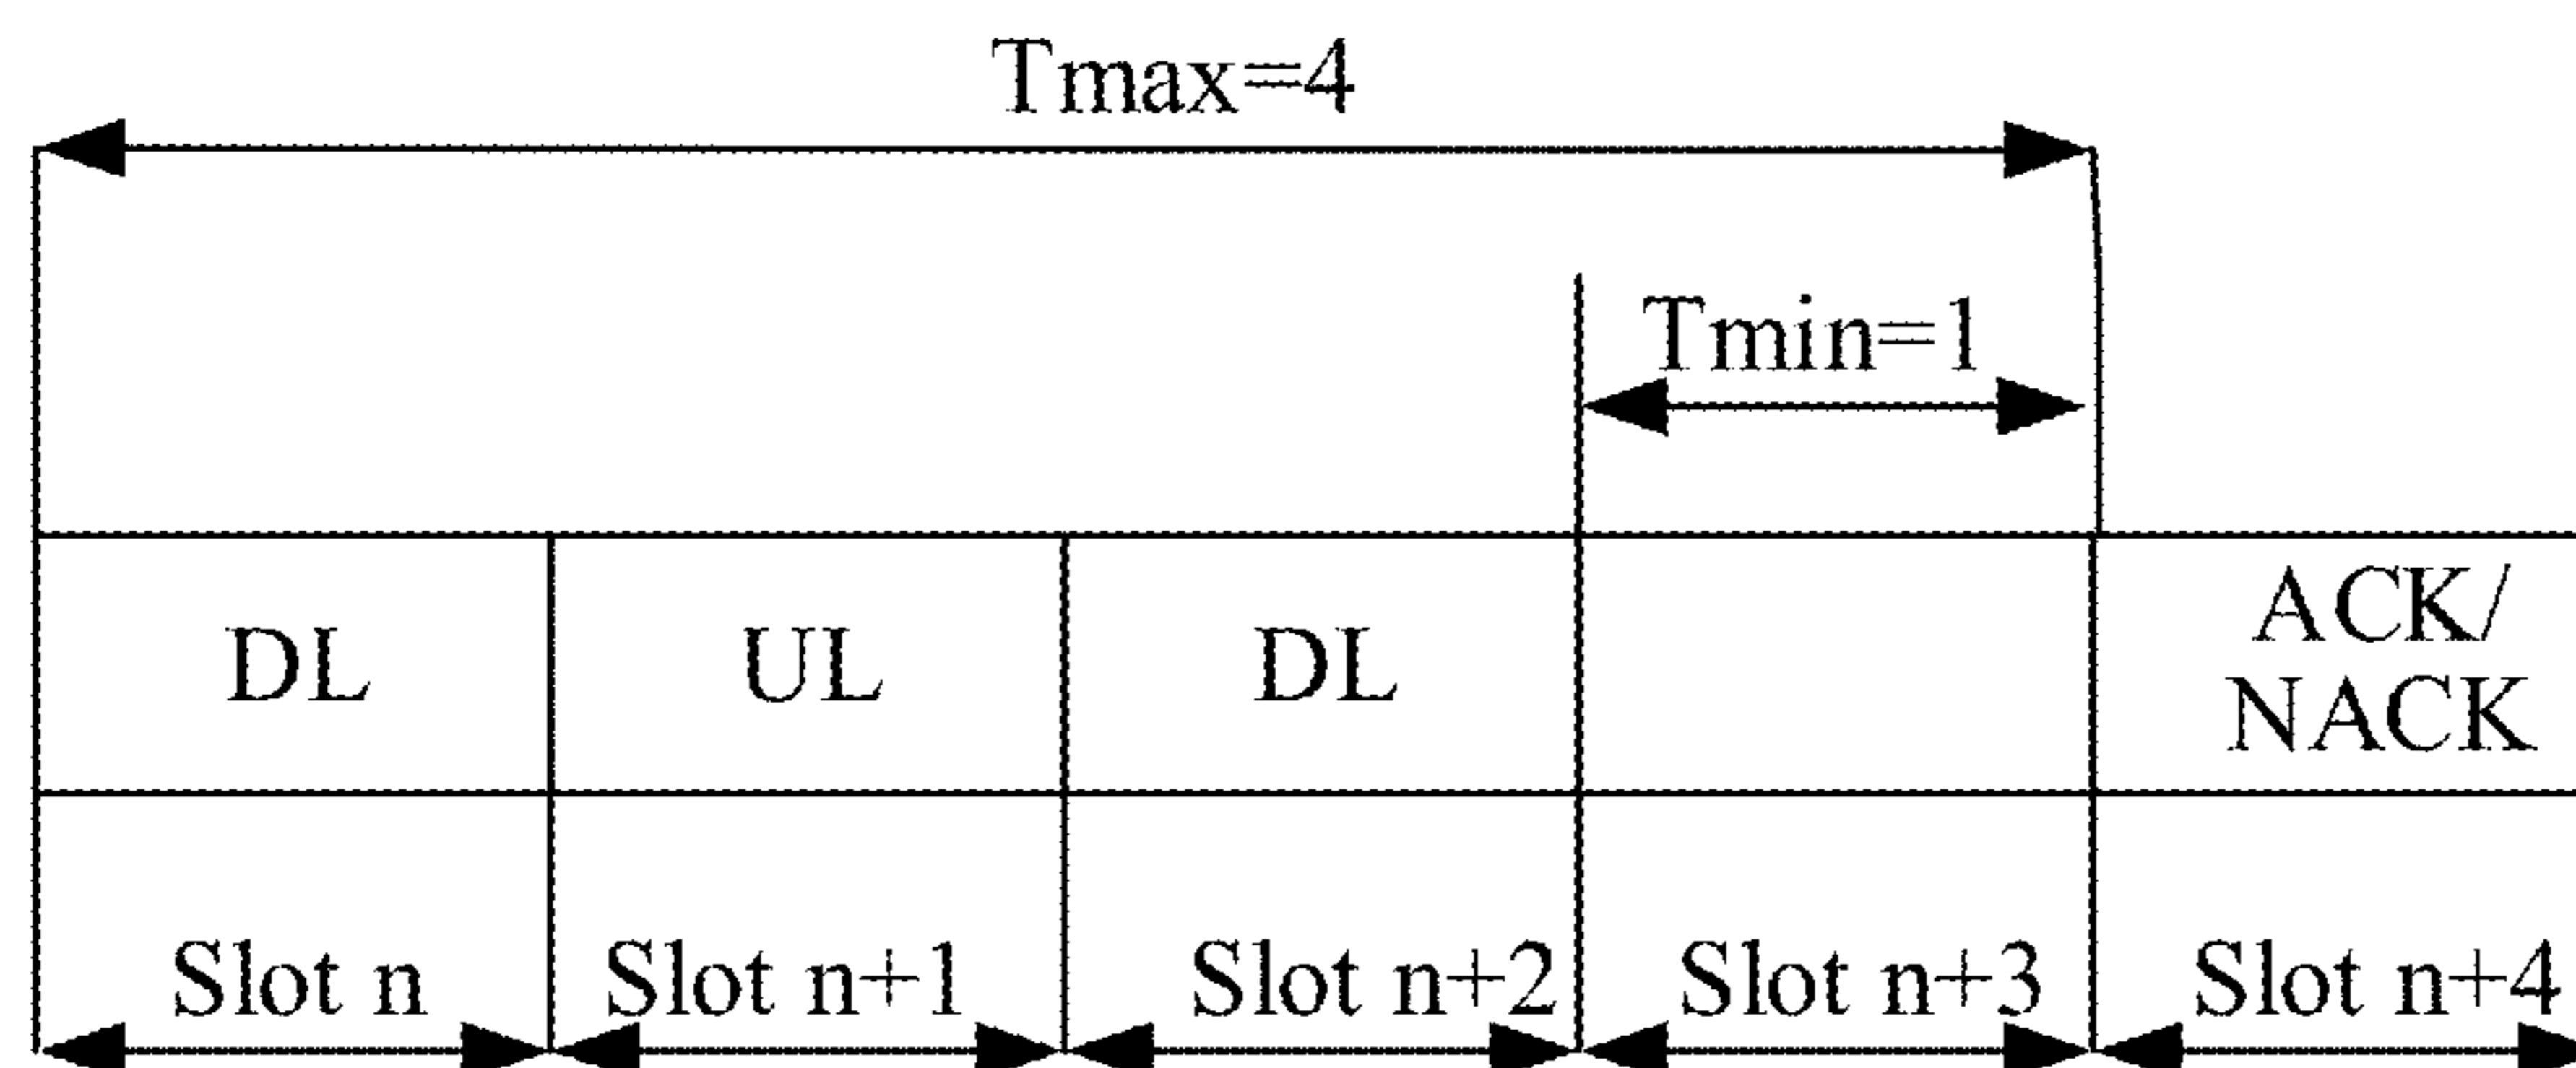 Tmax=4
Tmin=1
DL UL DL ACK/
NACK
Slot n Slot n+1 Slot n+2 Slot n+3 Slot n+4